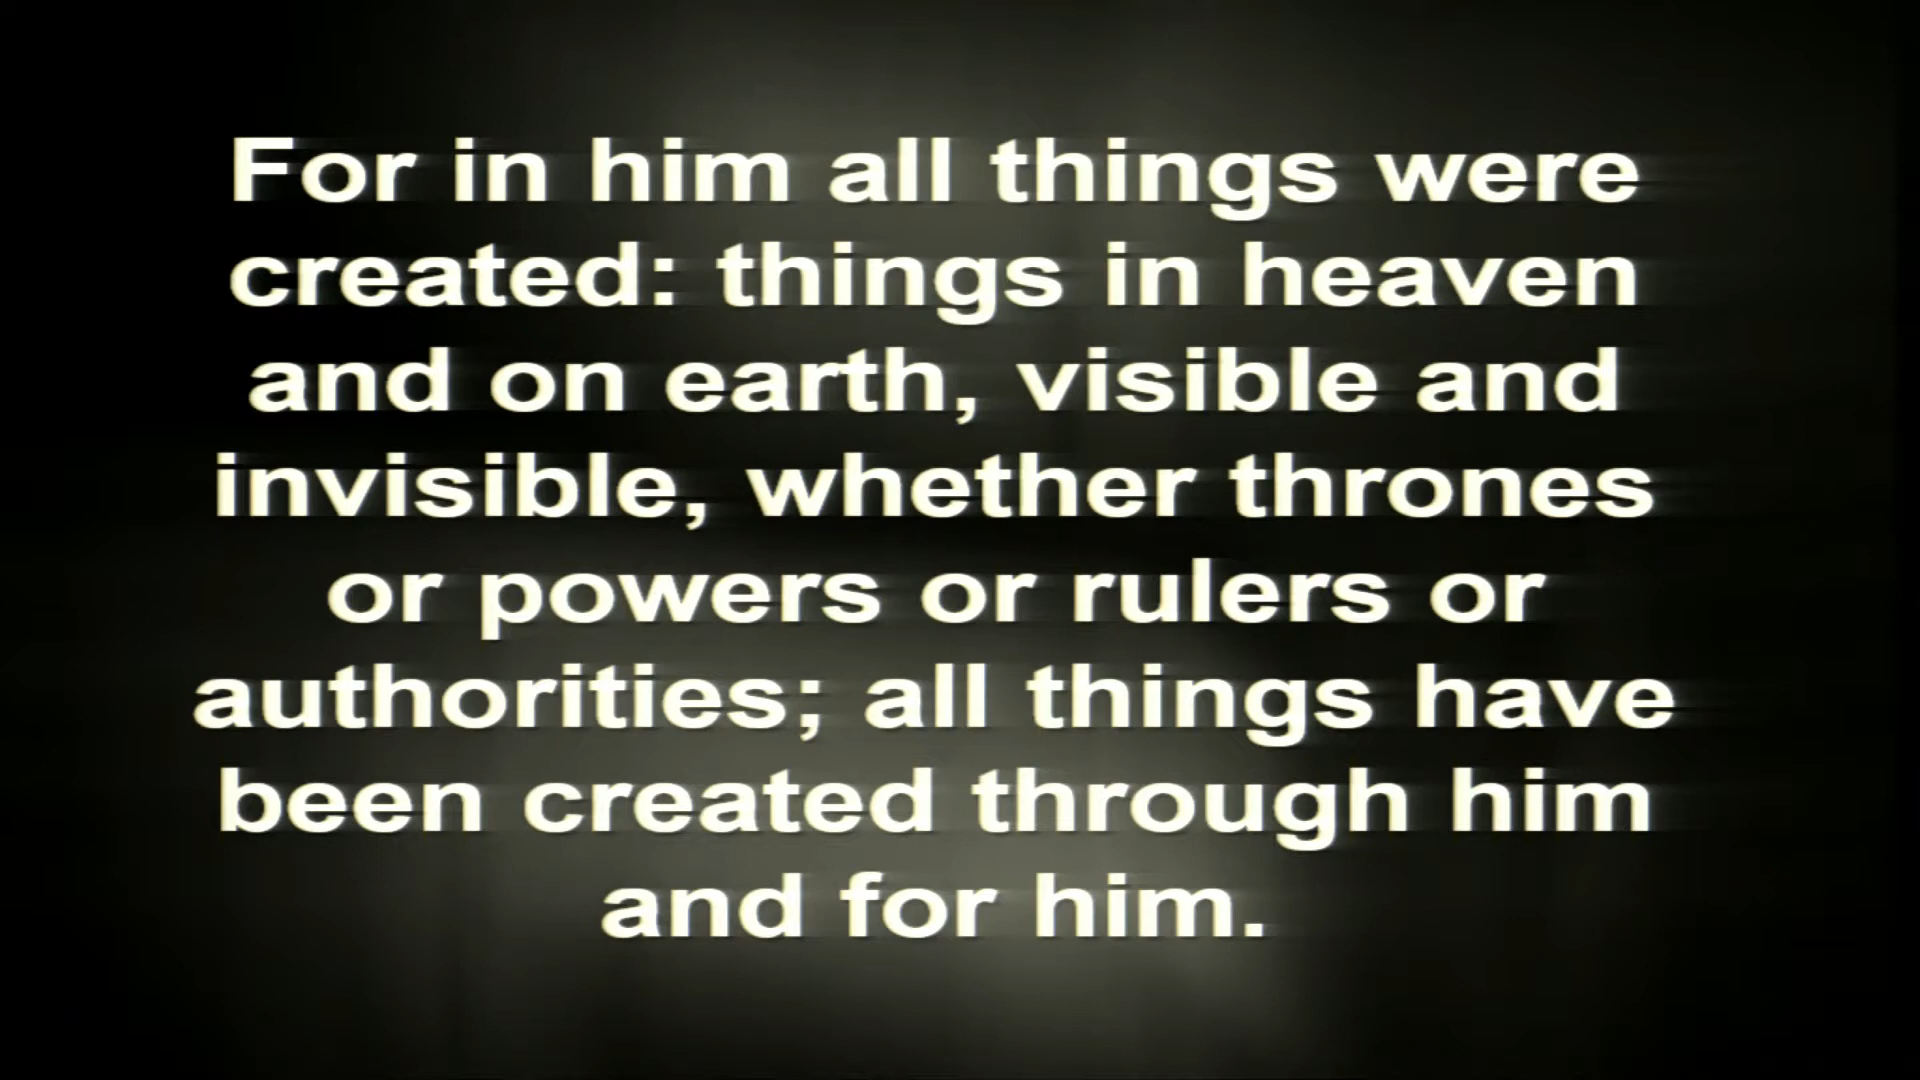 For in him all things were
created: things in heaven
and on earth, visible and
invisible, whether thrones
or powers or rulers or
authorities; all things have
been created through him
and for him.